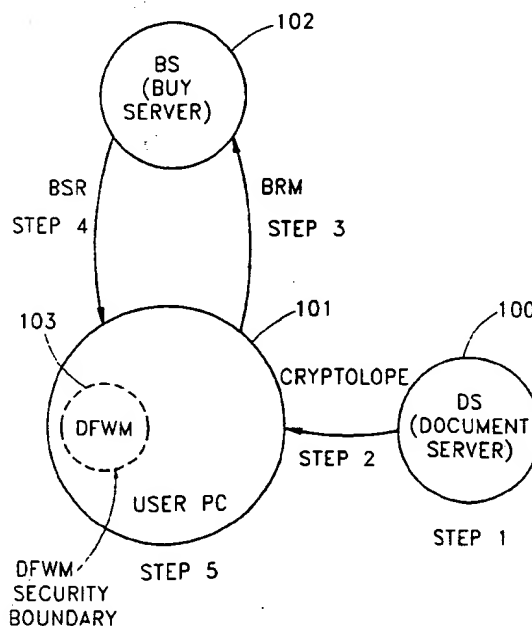 102
BS
(BUY
SERVER)
BSR
STEP 4
BRM
STEP 3
103
101
100
CRYPTOLOPE
DS
(DOCUMENT
SERVER)
DFWM
STEP 2
USER PC
STEP 1
DFWM
SECURITY
BOUNDARY
STEP 5